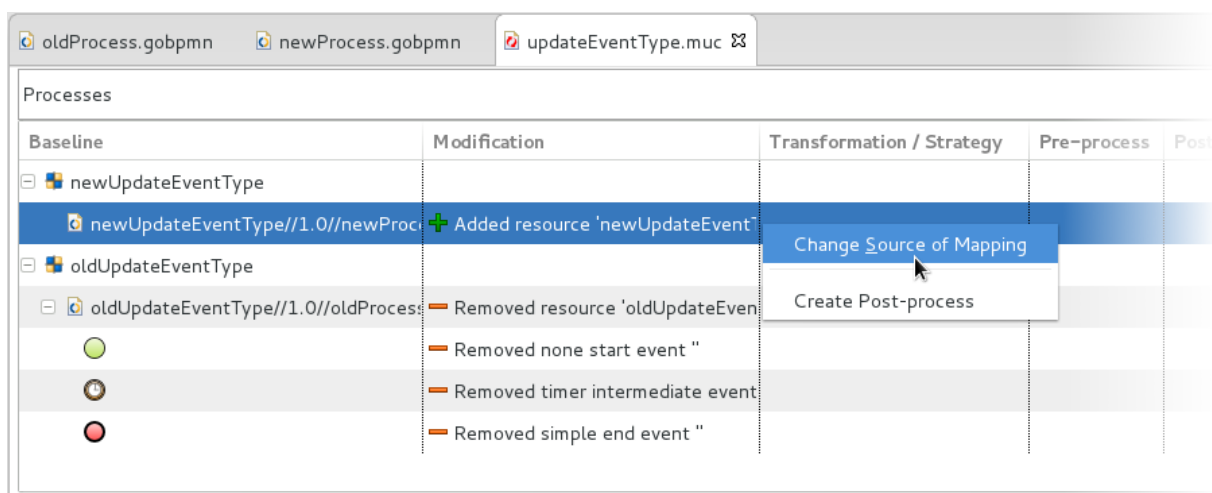 oldProcess.gobpmn newProcess.gobpmn updateEventType.muc
Processes
Baseline Modification Transformation / Strategy Pre-process Post
newUpdateEventType
newUpdateEventType//1.0//newProc Added resource 'newUpdateEventT
Change Source of Mapping
oldUpdateEventType
Create Post-process
oldUpdateEventType//1.0//oldProcess Removed resource 'oldUpdateEven
Removed none start event ''
Removed timer intermediate event
Removed simple end event ''